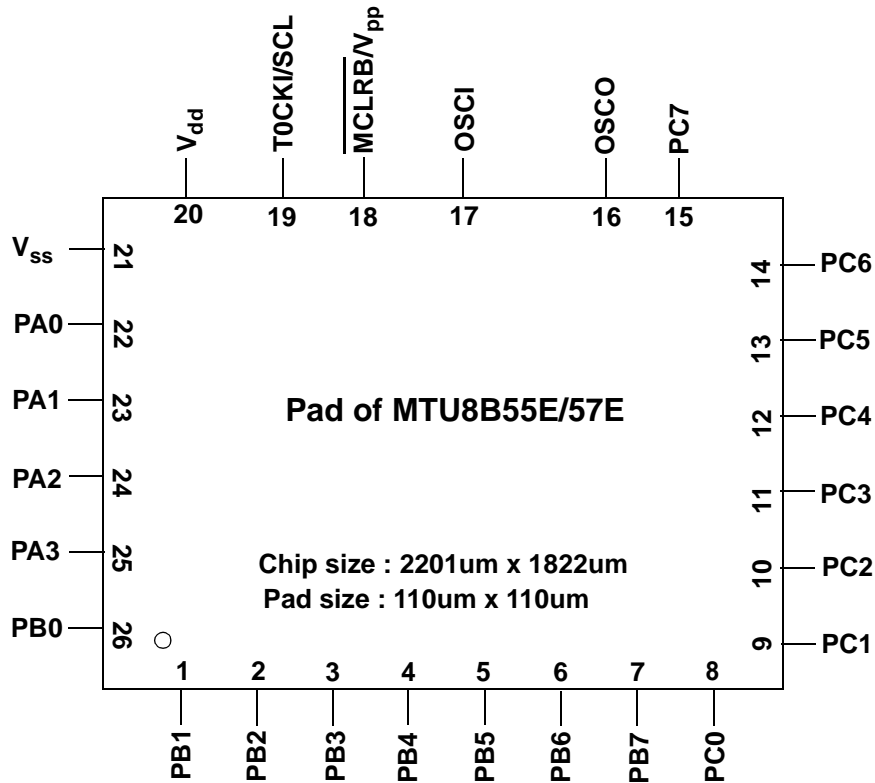 V_dd
T0CKI/SCL
MCLRB/V_pp
OSCI
OSCO
PC7
20 19 18 17 16 15
V_ss 21
PA0 22
PA1 23
PA2 24
PA3 25
PB0 26
14 PC6
13 PC5
12 PC4
11 PC3
10 PC2
9 PC1
Pad of MTU8B55E/57E
Chip size : 2201um x 1822um
Pad size : 110um x 110um
1 2 3 4 5 6 7 8
PB1 PB2 PB3 PB4 PB5 PB6 PB7 PC0